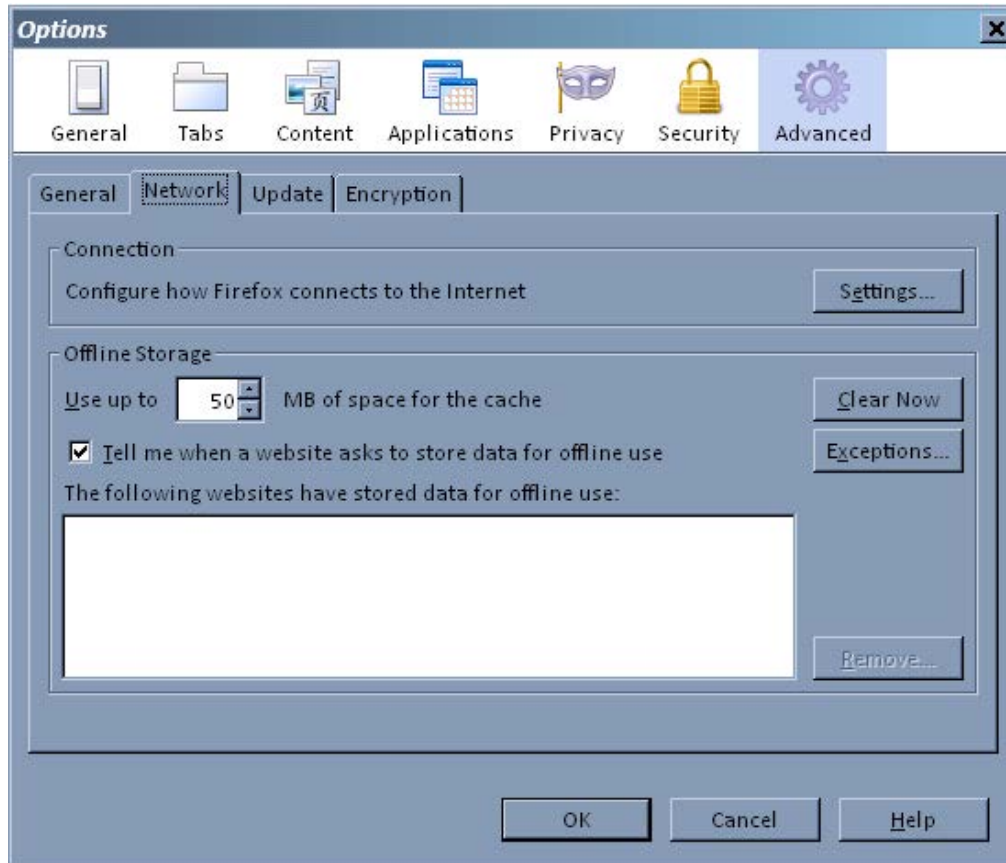 Options
页
General Tabs Content Applications Privacy Security Advanced
General Network Update Encryption
Connection
Configure how Firefox connects to the Internet Settings...
Offline Storage
Use up to 50 MB of space for the cache Clear Now
Tell me when a website asks to store data for offline use Exceptions...
The following websites have stored data for offline use:
Remove...
OK Cancel Help